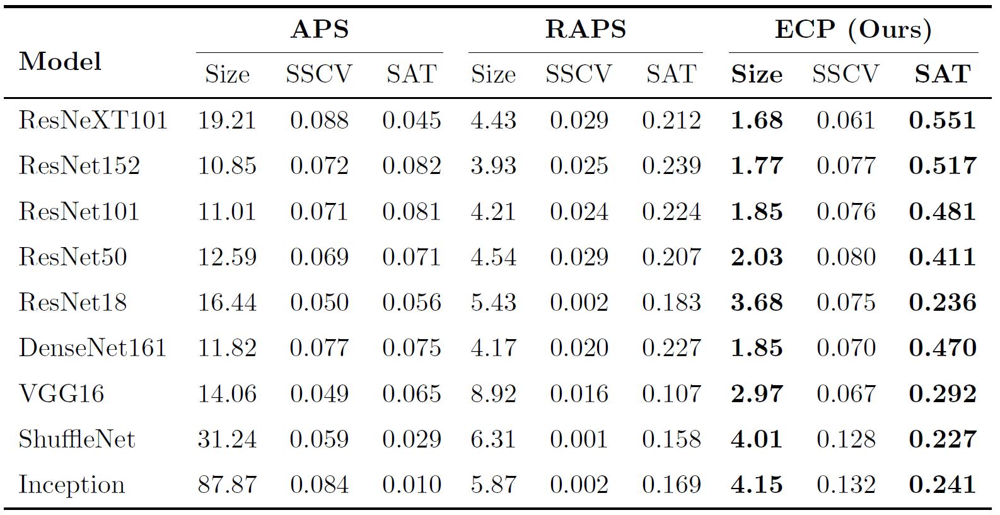 APS RAPS ECP (Ours)
Model
Size SSCV SAT Size SSCV SAT Size SSCV SAT
ResNeXT101 19.21 0.088 0.045 4.43 0.029 0.212 1.68 0.061 0.551
ResNet152 10.85 0.072 0.082 3.93 0.025 0.239 1.77 0.077 0.517
ResNet101 11.01 0.071 0.081 4.21 0.024 0.224 1.85 0.076 0.481
ResNet50 12.59 0.069 0.071 4.54 0.029 0.207 2.03 0.080 0.411
ResNet18 16.44 0.050 0.056 5.43 0.002 0.183 3.68 0.075 0.236
DenseNet161 11.82 0.077 0.075 4.17 0.020 0.227 1.85 0.070 0.470
VGG16 14.06 0.049 0.065 8.92 0.016 0.107 2.97 0.067 0.292
ShuffleNet 31.24 0.059 0.029 6.31 0.001 0.158 4.01 0.128 0.227
Inception 87.87 0.084 0.010 5.87 0.002 0.169 4.15 0.132 0.241